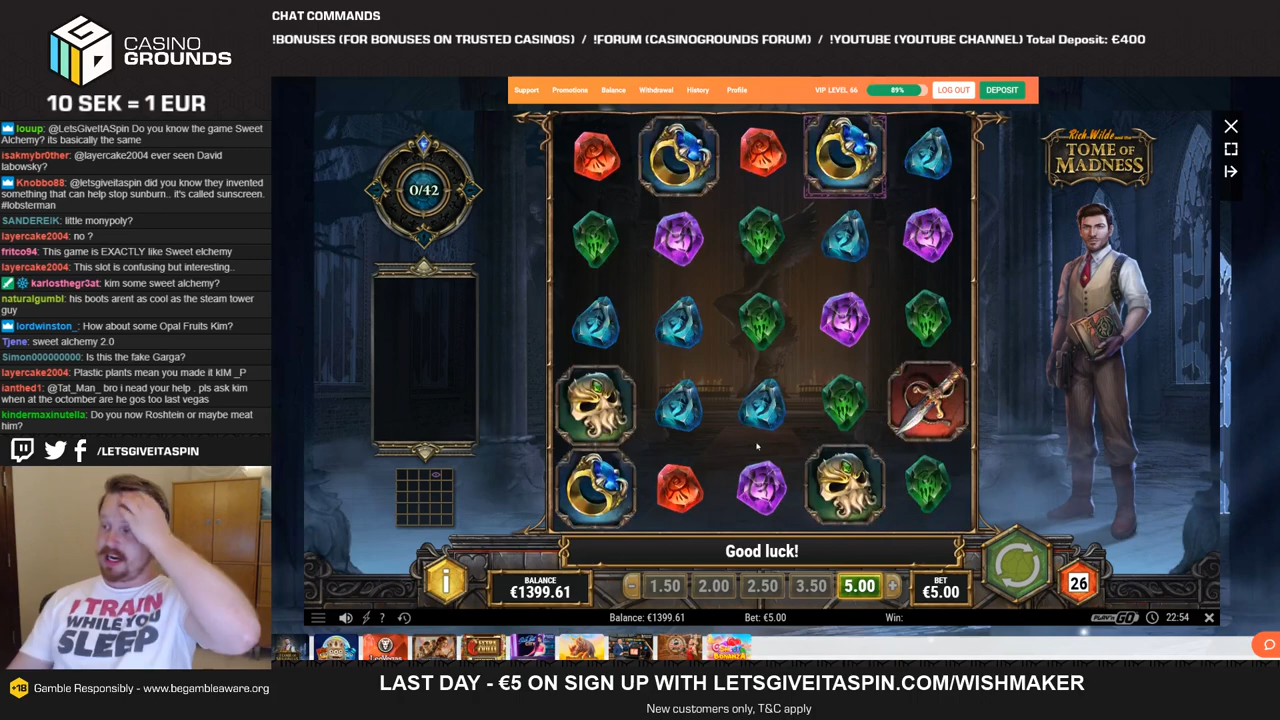 CHAT COMMANDS
!BONUSES (FOR BONUSES ON TRUSTED CASINOS) / !FORUM (CASINOGROUNDS FORUM) / !YOUTUBE (YOUTUBE CHANNEL) Total Deposit: €400
CASINO
GROUNDS
10 SEK = 1 EUR
louup: @LetsGiveItASpin Do you know the game Sweet
Alchemy? its basically the same
isakmybr0ther: @layercake2004 ever seen David
labowsky?
Knobbo88: @letsgiveitaspin did you know they invented
something that can help stop sunburn.. it's called sunscreen.
#lobsterman
SANDEREIK: little monypoly?
layercake2004: no ?
fritco94: This game is EXACTLY like Sweet elchemy
layercake2004: This slot is confusing but interesting..
karlosthegr3at: kim some sweet alchemy?
naturalgumbl: his boots arent as cool as the steam tower
guy
lordwinston_: How about some Opal Fruits Kim?
Tjene: sweet alchemy 2.0
Simon000000000: Is this the fake Garga?
layercake2004: Plastic plants mean you made it kIM _P
ianthed1: @Tat_Man_ bro i nead your help . pls ask kim
when at the octomber are he gos too last vegas
kindermaxinutella: Do you now Roshtein or maybe meat
him?
/LETSGIVEITASPIN
Support Promotions Balance Withdrawal History Profile VIP LEVEL 66 89% LOG OUT DEPOSIT
0/42
Rich Wilde and the
TOME OF
MADNESS
Good luck!
BALANCE
€1399.61
- 1.50 2.00 2.50 3.50 5.00 +
BET
€5.00
26
Balance: €1399.61 Bet: €5.00 Win: PLAY'N GO 22:54
I TRAIN
WHILE YOU
SLEEP
+18 Gamble Responsibly - www.begambleaware.org
LAST DAY - €5 ON SIGN UP WITH LETSGIVEITASPIN.COM/WISHMAKER
New customers only, T&C apply